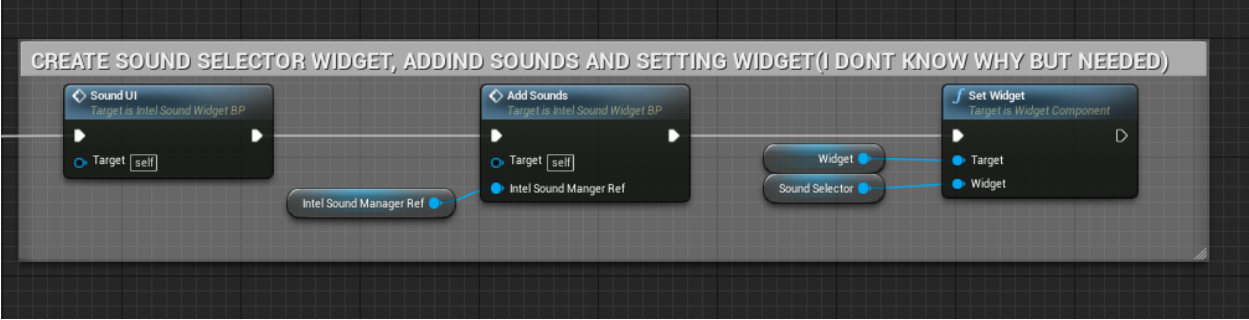 CREATE SOUND SELECTOR WIDGET, ADDIND SOUNDS AND SETTING WIDGET(I DONT KNOW WHY BUT NEEDED)
Sound UI
Target is Intel Sound Widget BP
Target self
Add Sounds
Target is Intel Sound Widget BP
Target self
Intel Sound Manger Ref
Intel Sound Manager Ref
Set Widget
Target is Widget Component
Target
Widget
Widget
Sound Selector